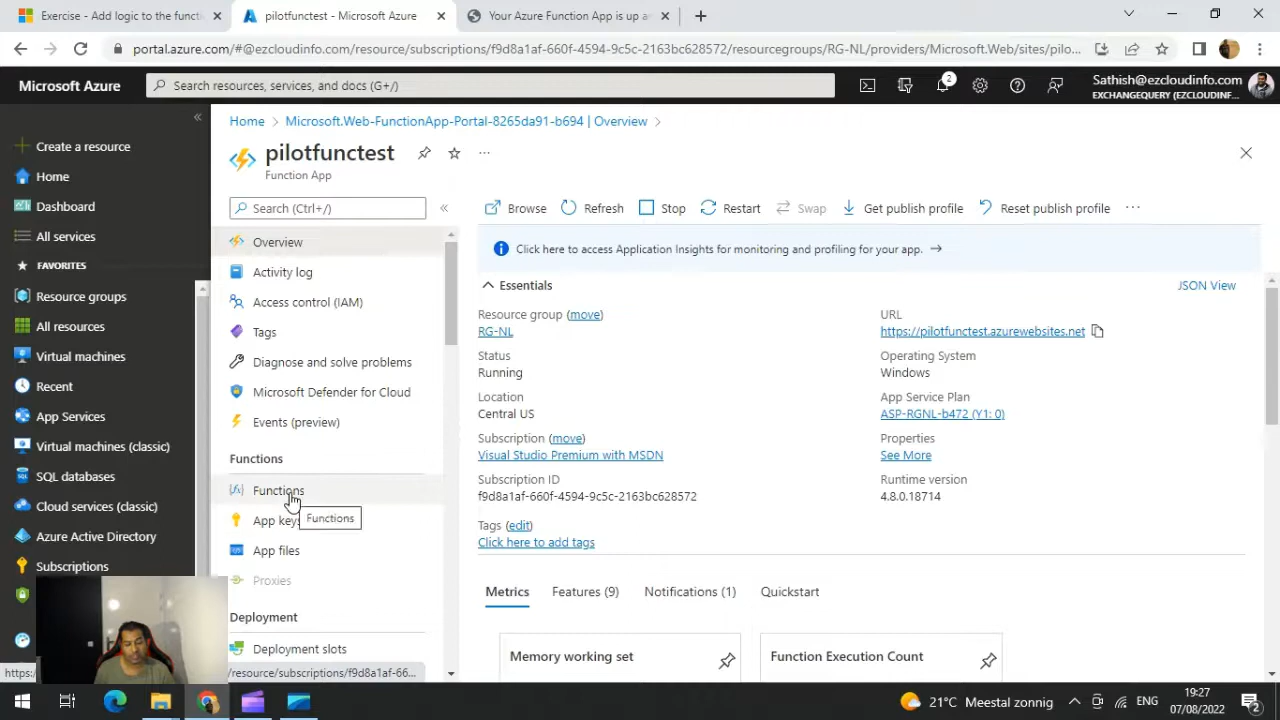 Exercise - Add logic to the funct
pilotfunctest - Microsoft Azure
Your Azure Function App is up a
portal.azure.com/#@ezcloudinfo.com/resource/subscriptions/f9d8a1af-660f-4594-9c5c-2163bc628572/resourcegroups/RG-NL/providers/Microsoft.Web/sites/pilo...
Microsoft Azure
Search resources, services, and docs (G+/)
2
Sathish@ezcloudinfo.com
EXCHANGEQUERY (EZCLOUDINF...
Create a resource
Home
Dashboard
All services
FAVORITES
Resource groups
All resources
Virtual machines
Recent
App Services
Virtual machines (classic)
SQL databases
Cloud services (classic)
Azure Active Directory
Subscriptions
Home > Microsoft.Web-FunctionApp-Portal-8265da91-b694 | Overview >
pilotfunctest
Function App
Search (Ctrl+/)
Overview
Activity log
Access control (IAM)
Tags
Diagnose and solve problems
Microsoft Defender for Cloud
Events (preview)
Functions
Functions
Functions
App keys
App files
Proxies
Deployment
Deployment slots
https:
/resource/subscriptions/f9d8a1af-66...
Browse
Refresh
Stop
Restart
Swap
Get publish profile
Reset publish profile
Click here to access Application Insights for monitoring and profiling for your app.
Essentials
JSON View
Resource group (move)
RG-NL
Status
Running
Location
Central US
Subscription (move)
Visual Studio Premium with MSDN
Subscription ID
f9d8a1af-660f-4594-9c5c-2163bc628572
Tags (edit)
Click here to add tags
URL
https://pilotfunctest.azurewebsites.net
Operating System
Windows
App Service Plan
ASP-RGNL-b472 (Y1: 0)
Properties
See More
Runtime version
4.8.0.18714
Metrics
Features (9)
Notifications (1)
Quickstart
Memory working set
Function Execution Count
21°C Meestal zonnig
ENG
19:27
07/08/2022
2